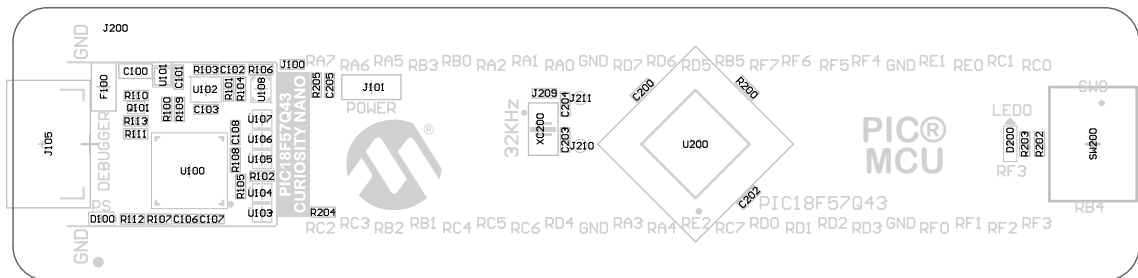 J200
GND
J100
RA7 RA6 RA5 RB3 RB0 RA2 RA1 RA0 GND RD7 RD6 RD5 RB5 RF7 RF6 RF5 RF4 GND RE1 RE0 RC1 RC0
F100
C100
U101
C101
R103
C102
R106
R110
Q101
R113
R111
R100
R109
U102
C103
R101
R104
U108
R205
C205
J101
POWER
J105
DEBUGGER
U100
C108
R108
R105
U107
U106
U105
R102
U104
U103
PIC18F57Q43
CURIOSITY NANO
®
32KHz
J209
XC200
C204
C203
J211
J210
C200
R200
U200
C202
PIC18F57Q43
PIC®
MCU
LED0
D200
R203
R202
RF3
SW0
SW200
RB4
PS
D100
R112
R107
C106
C107
R204
GND
RC2 RC3 RB2 RB1 RC4 RC5 RC6 RD4 GND RA3 RA4 RE2 RC7 RD0 RD1 RD2 RD3 GND RF0 RF1 RF2 RF3